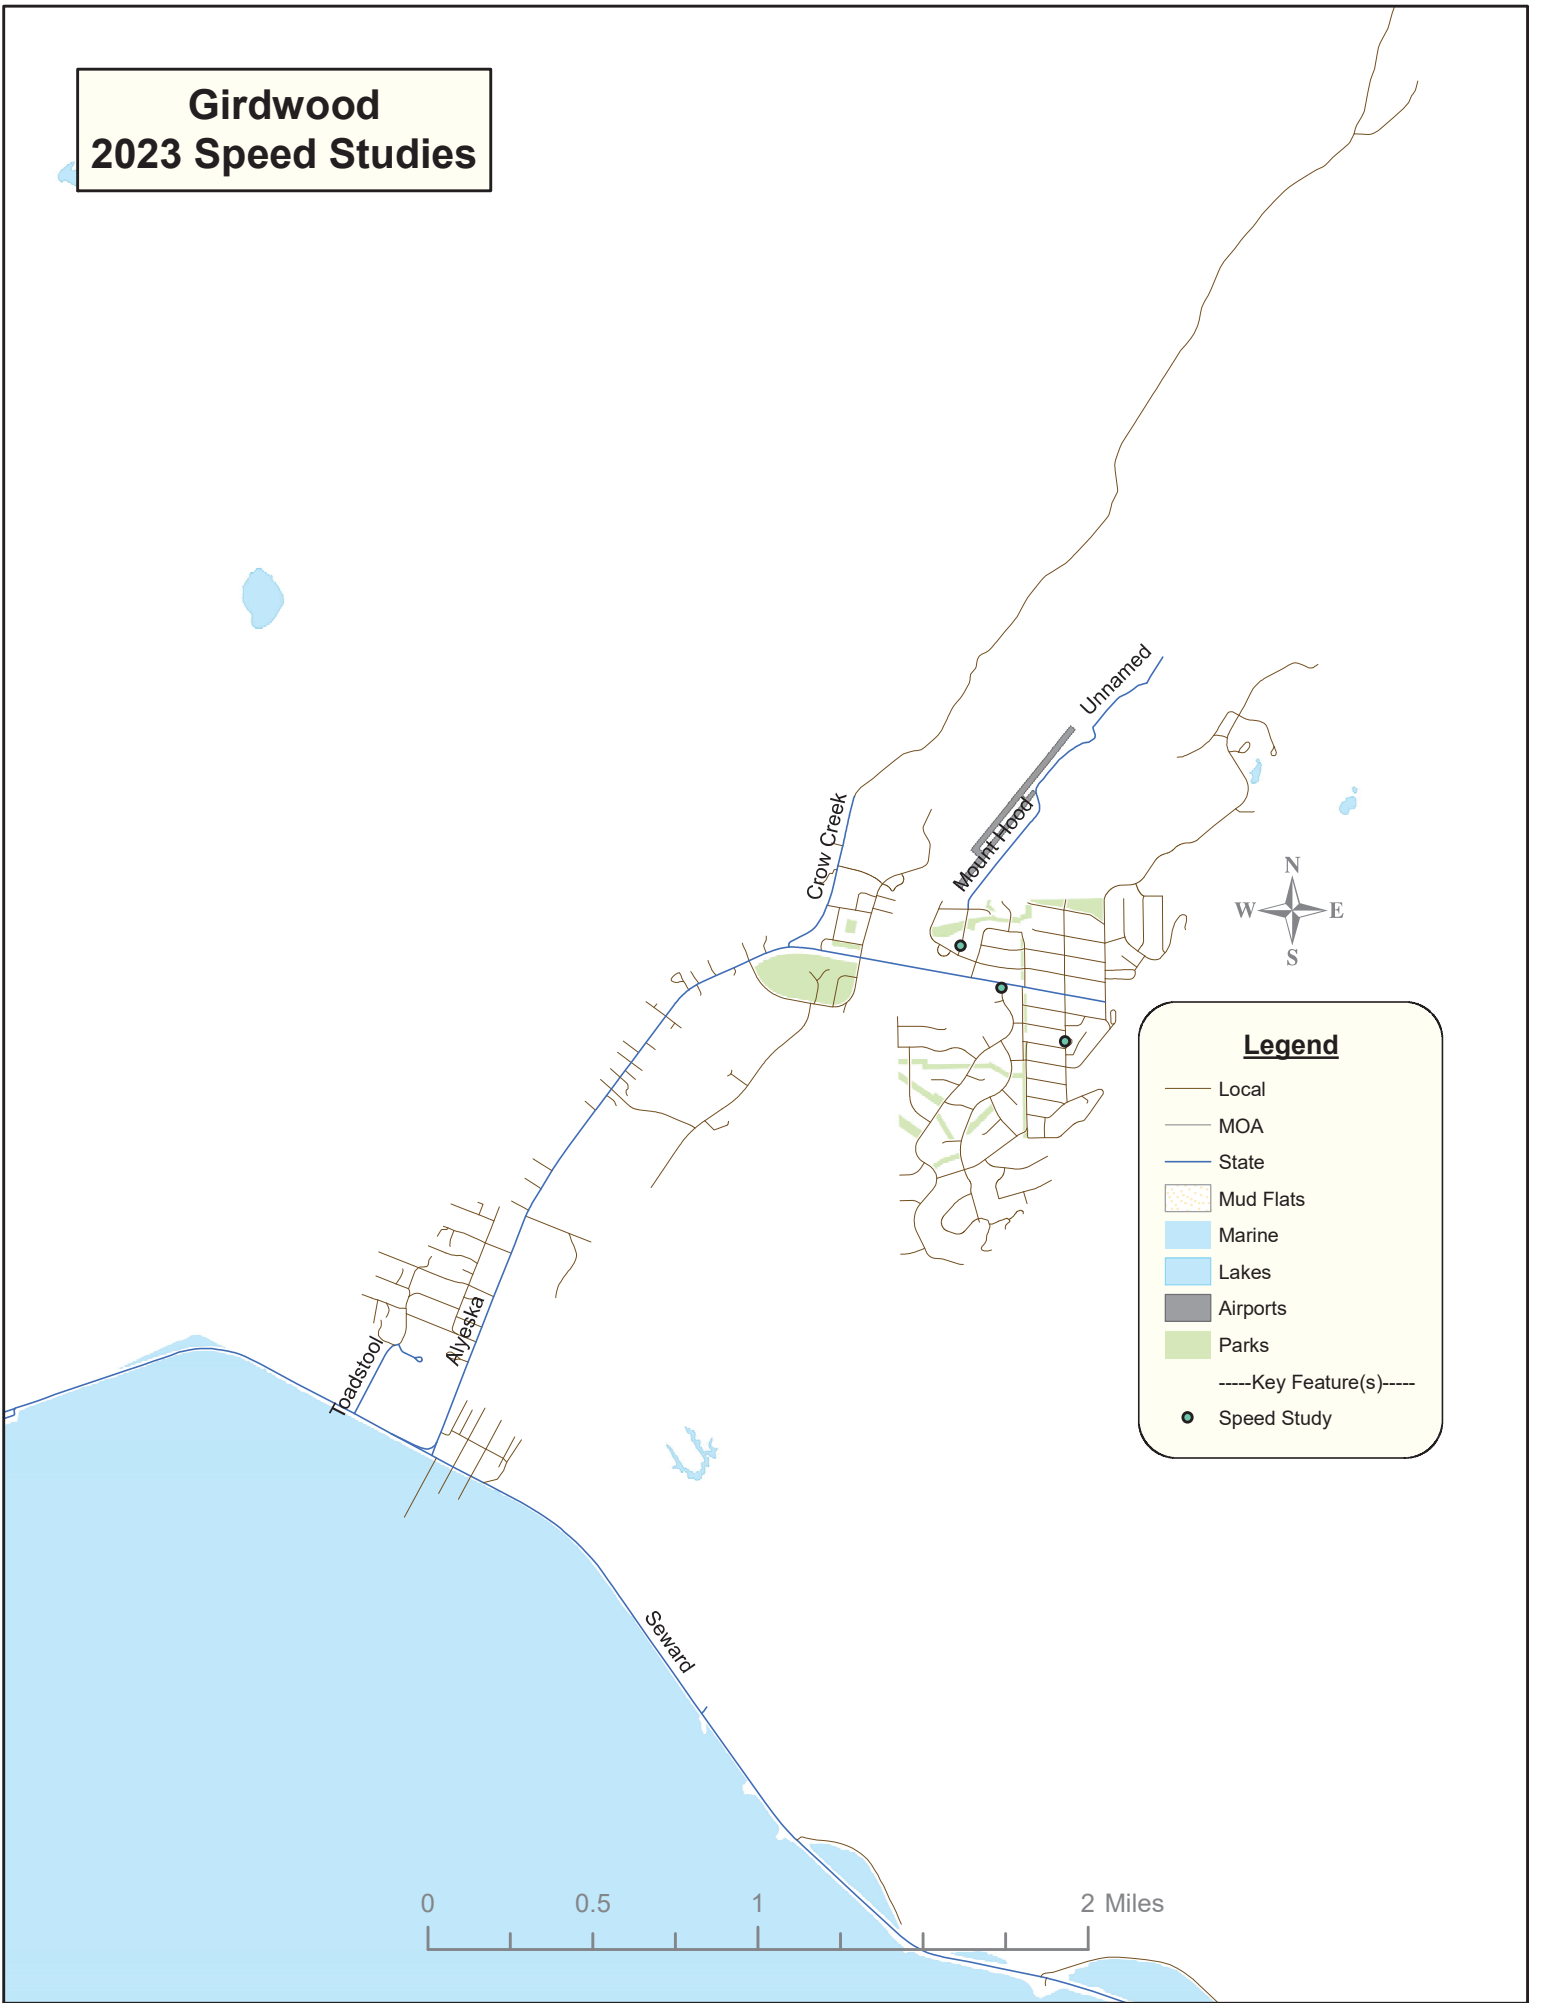 Girdwood
2023 Speed Studies
Unnamed
Crow Creek
Mount Hood
N
W
E
S
Legend
Local
MOA
State
Mud Flats
Marine
Lakes
Airports
Parks
-----Key Feature(s)-----
Speed Study
Alyeska
Toadstool
Seward
0
0.5
1
2 Miles